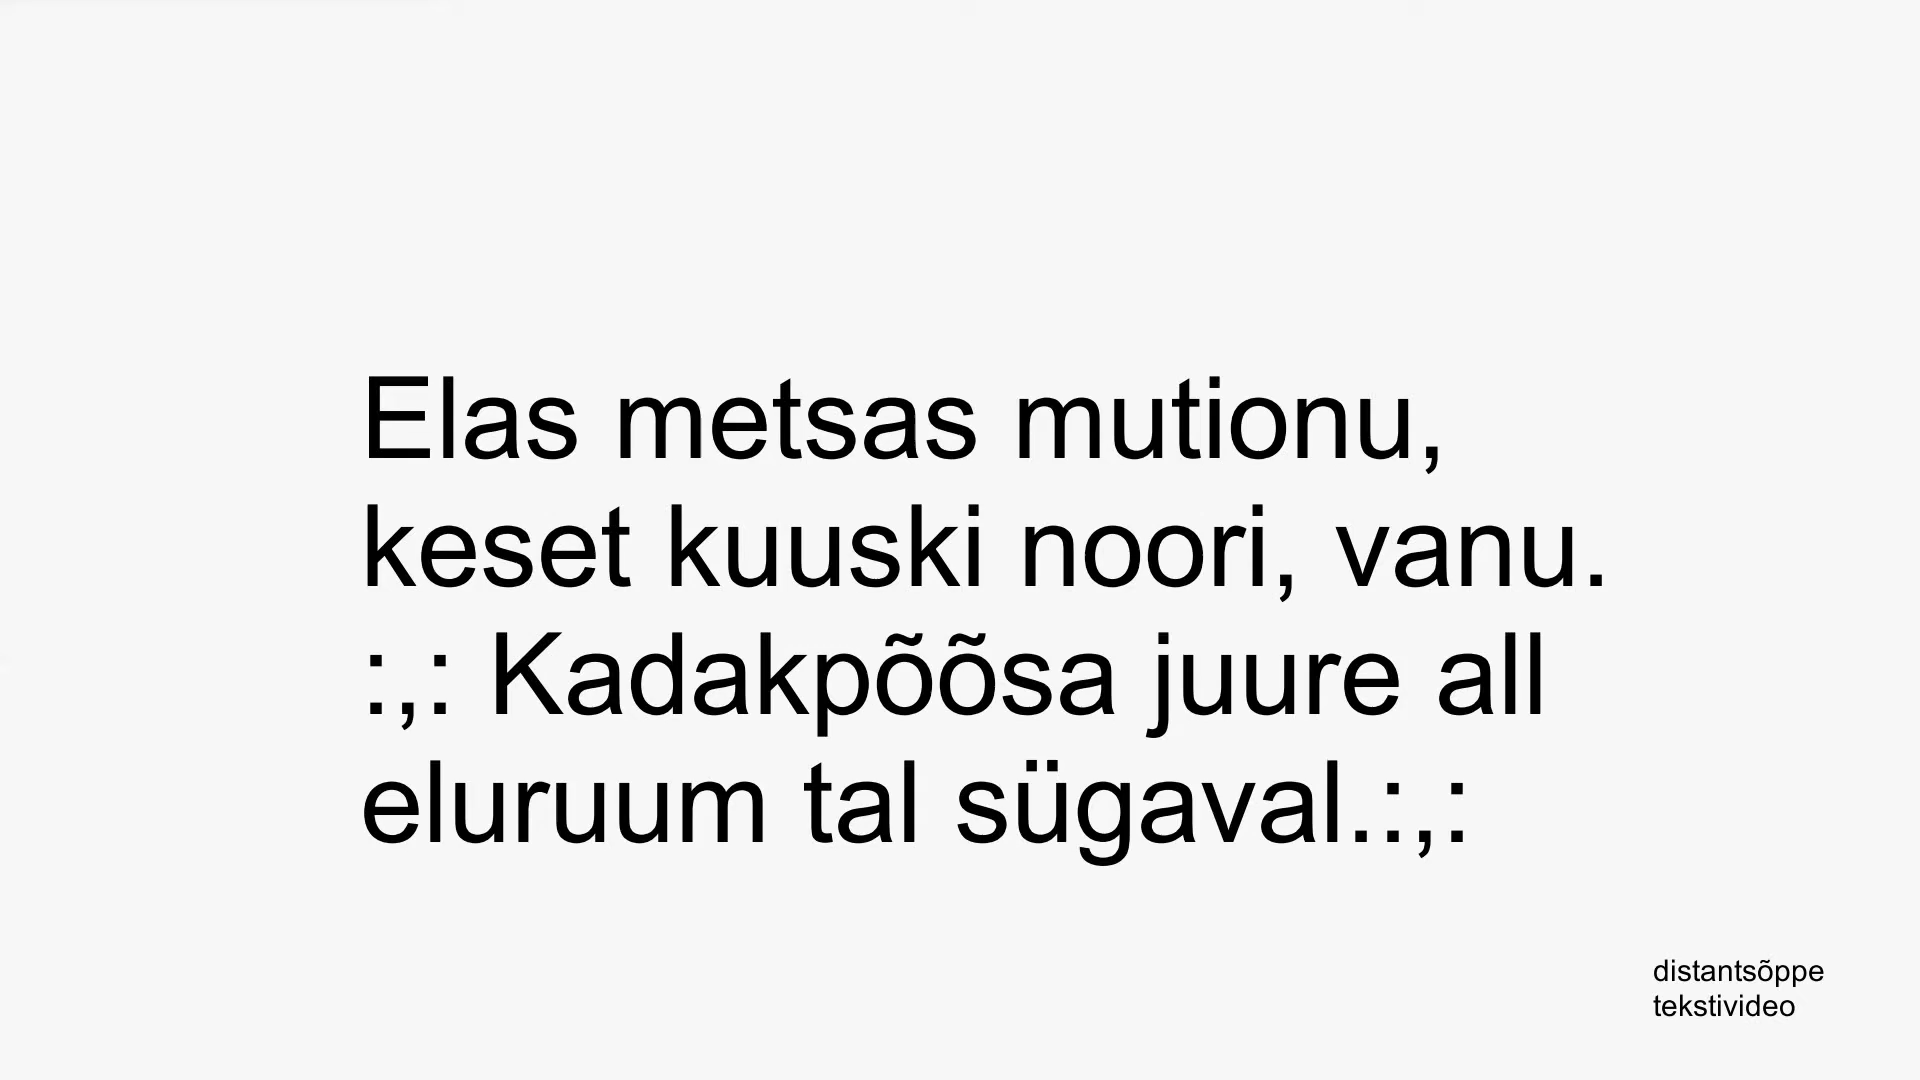 Elas metsas mutionu,
keset kuuski noori, vanu.
:,: Kadakpõõsa juure all
eluruum tal sügaval.:,:
distantsõppe
tekstivideo